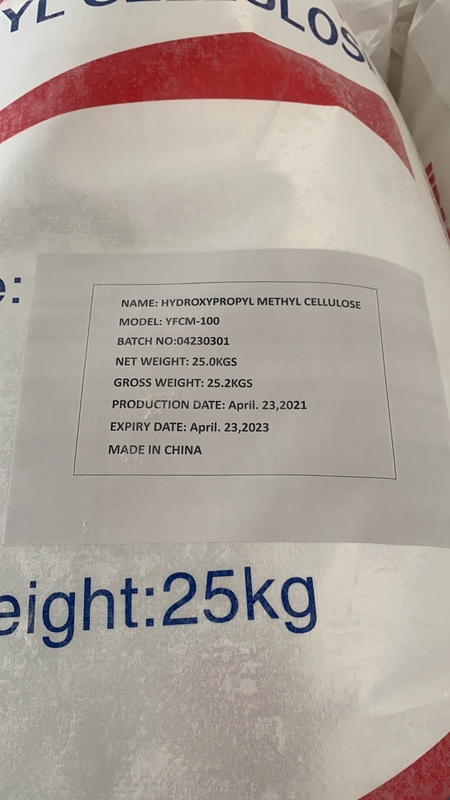 YL CELLULOS
e:
NAME: HYDROXYPROPYL METHYL CELLULOSE
MODEL: YFCM-100
BATCH NO:04230301
NET WEIGHT: 25.0KGS
GROSS WEIGHT: 25.2KGS
PRODUCTION DATE: April. 23,2021
EXPIRY DATE: April. 23,2023
MADE IN CHINA
eight:25kg